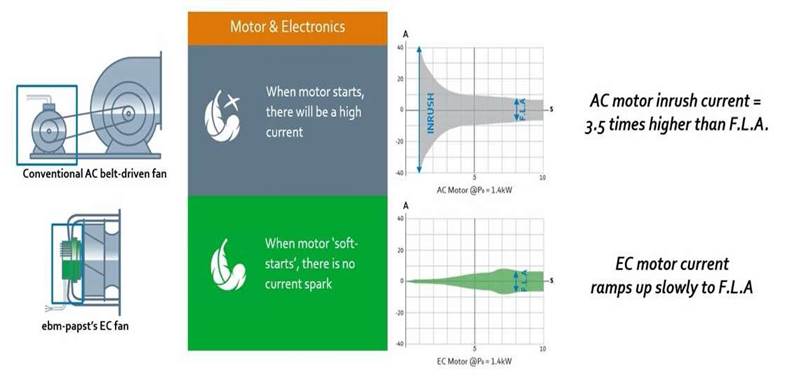 Motor & Electronics
Conventional AC belt-driven fan
When motor starts,
there will be a high
current
A
40
20
0
-20
-40
INRUSH
F.L.A
S
5
10
AC Motor @P₀ = 1.4kW
AC motor inrush current =
3.5 times higher than F.L.A.
ebm-papst's EC fan
When motor 'soft-
starts', there is no
current spark
A
40
20
0
-20
-40
F.L.A
S
5
10
EC Motor @P₀ = 1.4kW
EC motor current
ramps up slowly to F.L.A